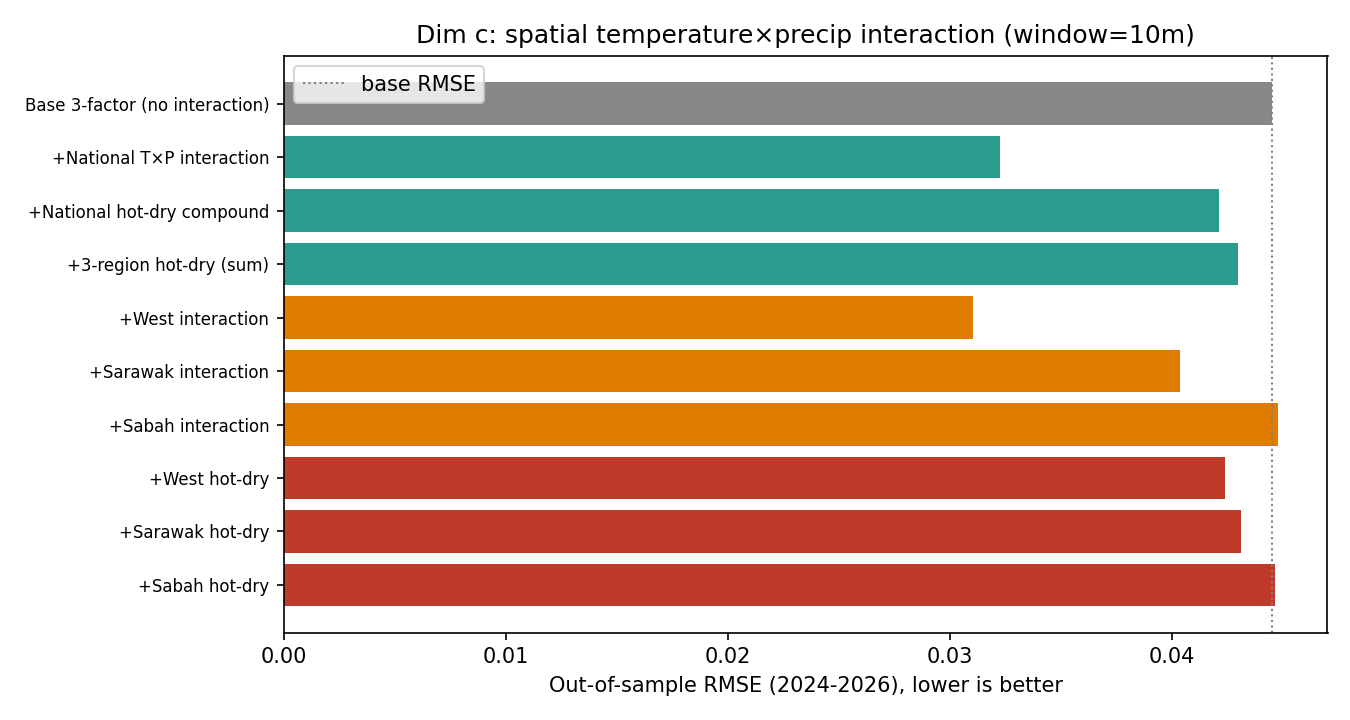 Dim c: spatial temperature×precip interaction (window=10m)
base RMSE
Base 3-factor (no interaction)
+National T×P interaction
+National hot-dry compound
+3-region hot-dry (sum)
+West interaction
+Sarawak interaction
+Sabah interaction
+West hot-dry
+Sarawak hot-dry
+Sabah hot-dry
0.00 0.01 0.02 0.03 0.04
Out-of-sample RMSE (2024-2026), lower is better